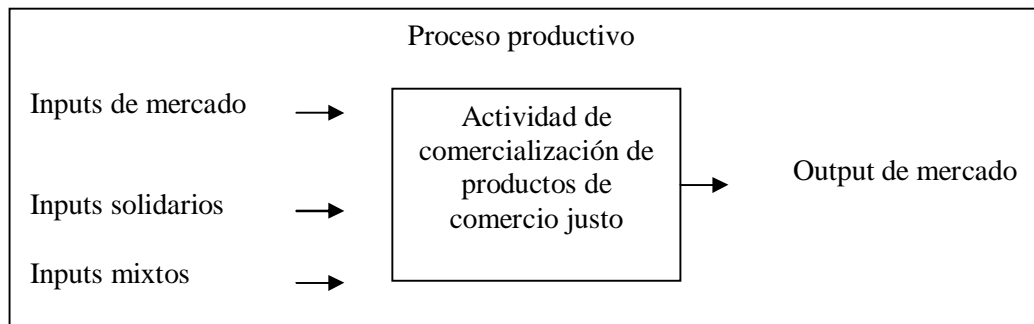 Proceso productivo
Inputs de mercado
Inputs solidarios
Inputs mixtos
Actividad de
comercialización de
productos de
comercio justo
Output de mercado